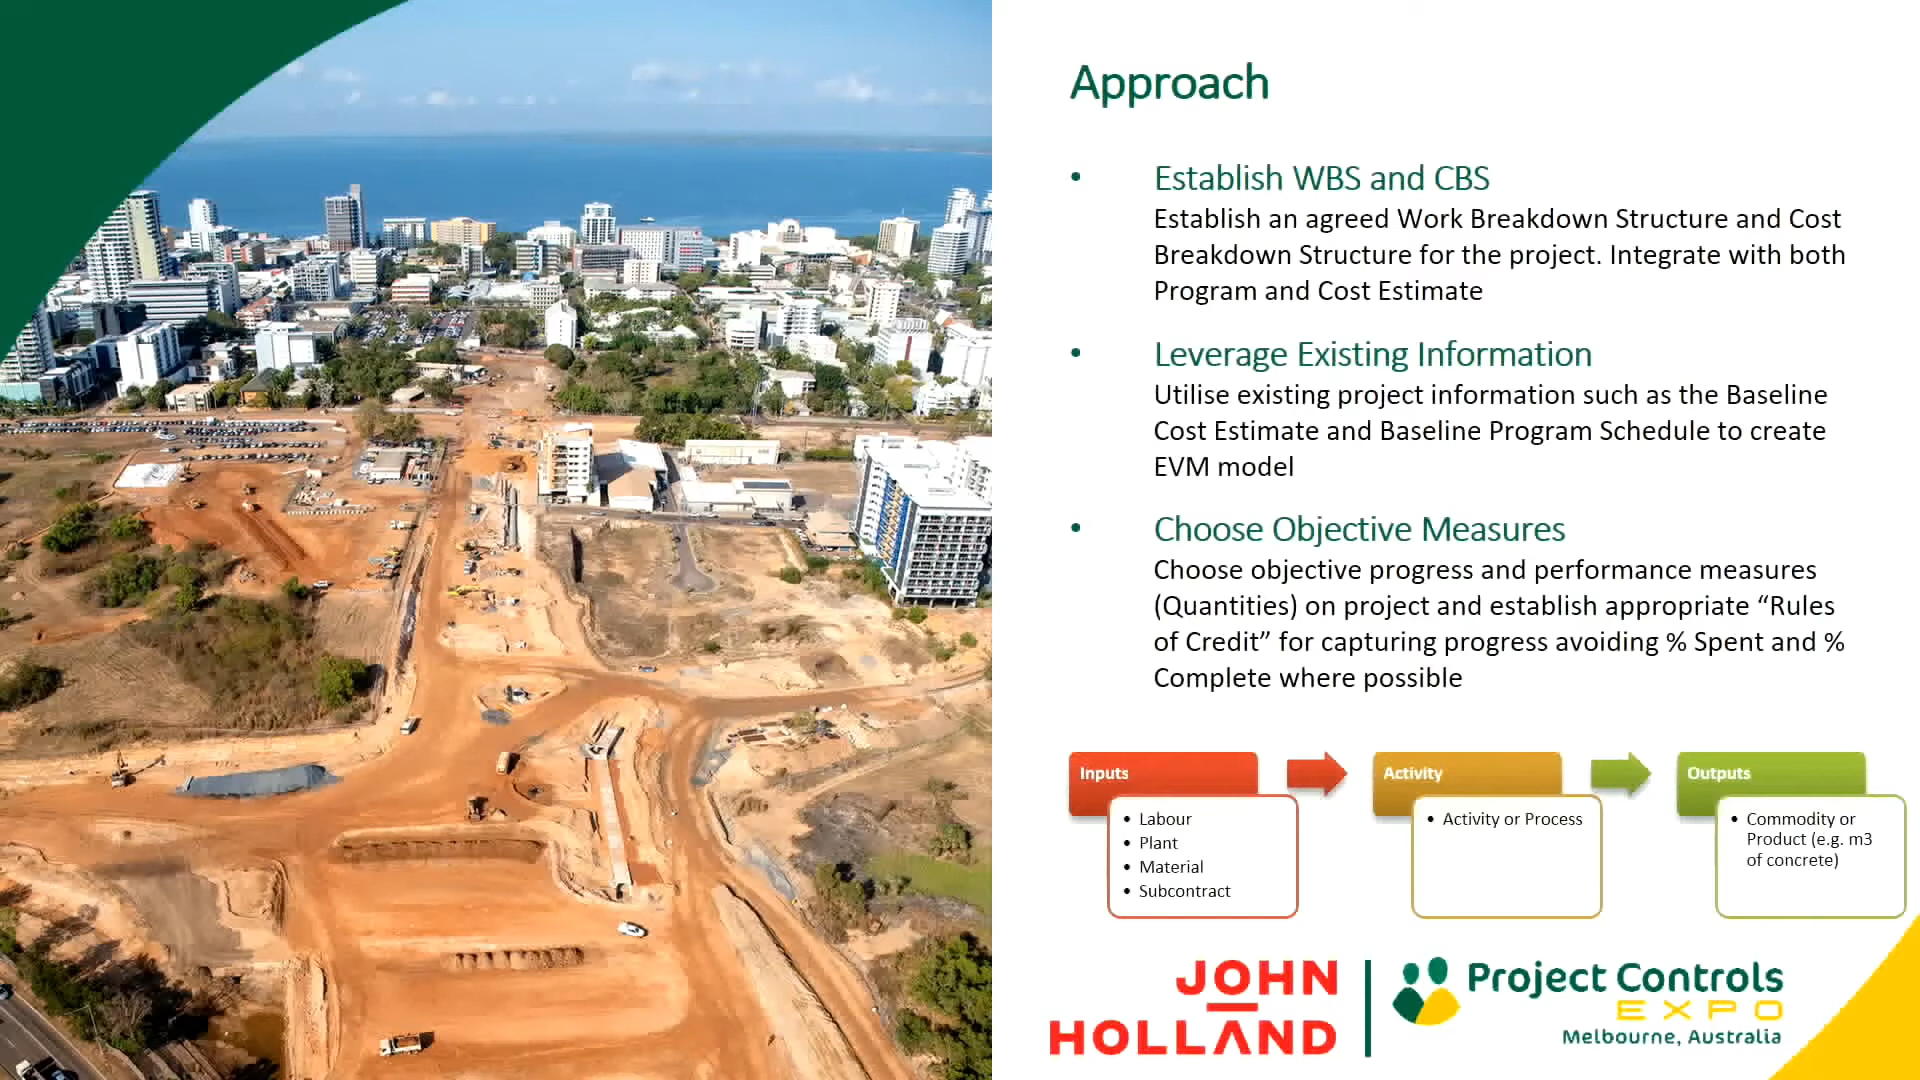 Approach
• Establish WBS and CBS
Establish an agreed Work Breakdown Structure and Cost
Breakdown Structure for the project. Integrate with both
Program and Cost Estimate
• Leverage Existing Information
Utilise existing project information such as the Baseline
Cost Estimate and Baseline Program Schedule to create
EVM model
• Choose Objective Measures
Choose objective progress and performance measures
(Quantities) on project and establish appropriate “Rules
of Credit” for capturing progress avoiding % Spent and %
Complete where possible
Inputs
• Labour
• Plant
• Material
• Subcontract
Activity
• Activity or Process
Outputs
• Commodity or
Product (e.g. m3
of concrete)
JOHN
HOLLAND
Project Controls
EXPO
Melbourne, Australia